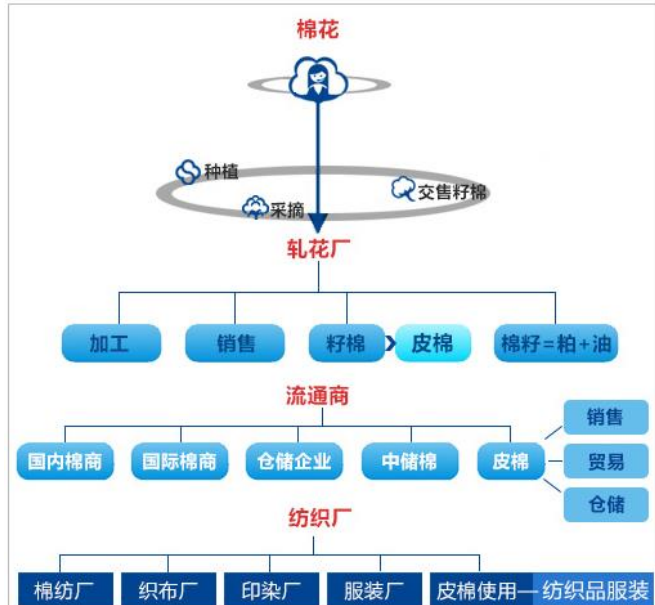 棉花
种植
采摘
交售籽棉
轧花厂
加工
销售
籽棉
皮棉
棉籽=粕+油
流通商
国内棉商
国际棉商
仓储企业
中储棉
皮棉
销售
贸易
仓储
纺织厂
棉纺厂
织布厂
印染厂
服装厂
皮棉使用—纺织品服装